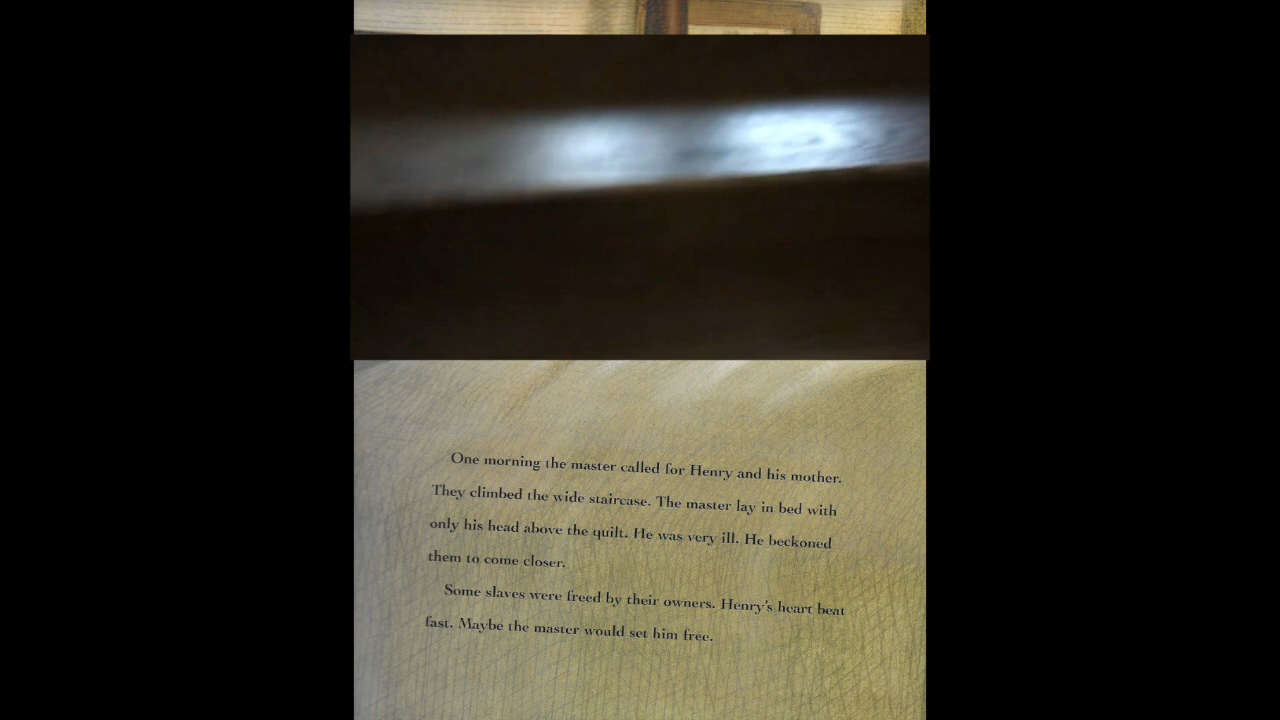 One morning the master called for Henry and his mother.
They climbed the wide staircase. The master lay in bed with
only his head above the quilt. He was very ill. He beckoned
them to come closer.
Some slaves were freed by their owners. Henry's heart beat
fast. Maybe the master would set him free.